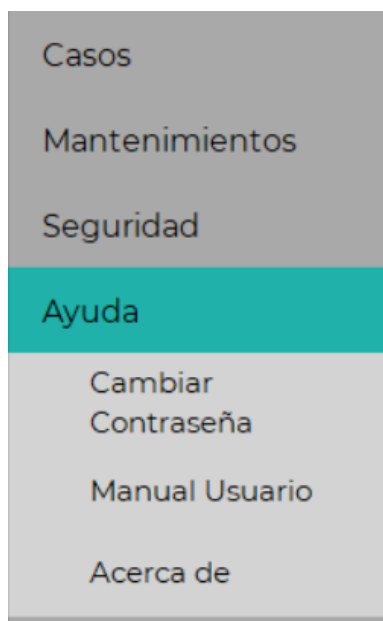 Casos
Mantenimientos
Seguridad
Ayuda
Cambiar
Contraseña
Manual Usuario
Acerca de